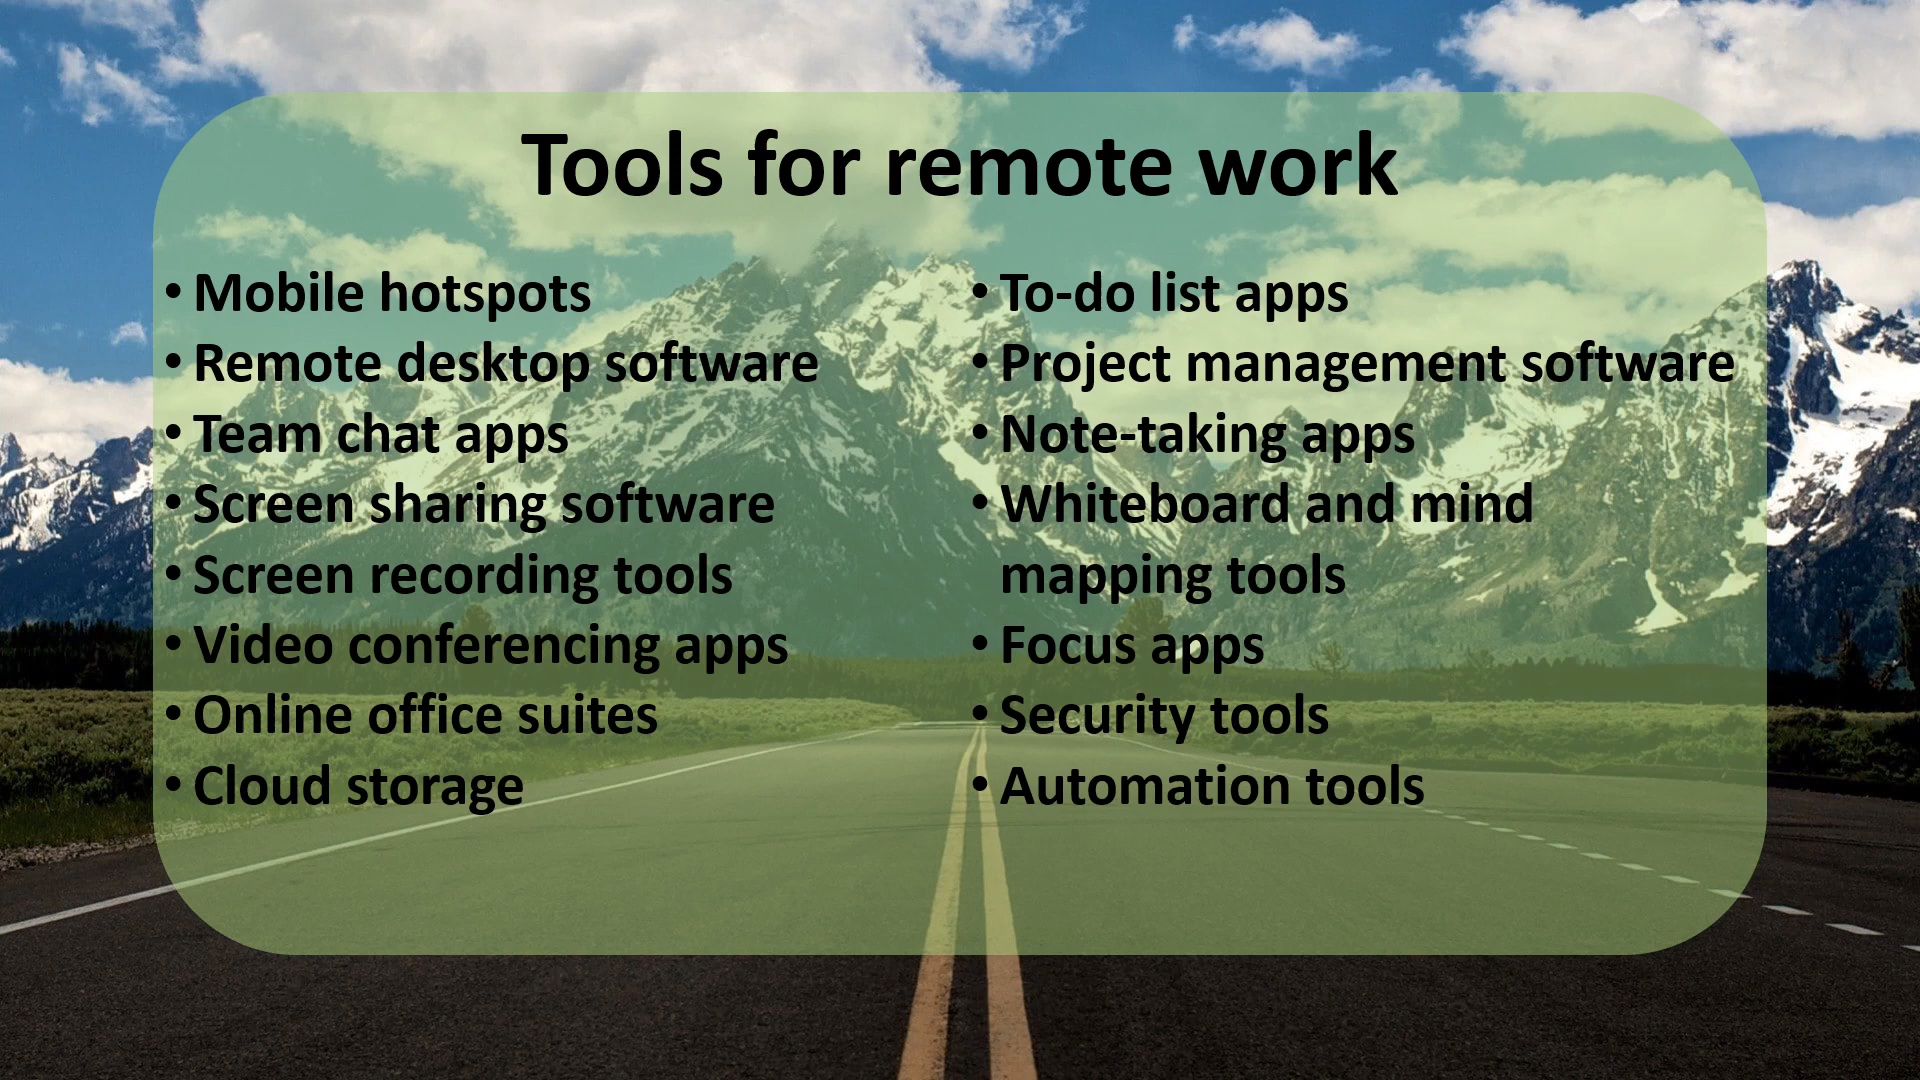 Tools for remote work
• Mobile hotspots
• Remote desktop software
• Team chat apps
• Screen sharing software
• Screen recording tools
• Video conferencing apps
• Online office suites
• Cloud storage
• To-do list apps
• Project management software
• Note-taking apps
• Whiteboard and mind
mapping tools
• Focus apps
• Security tools
• Automation tools